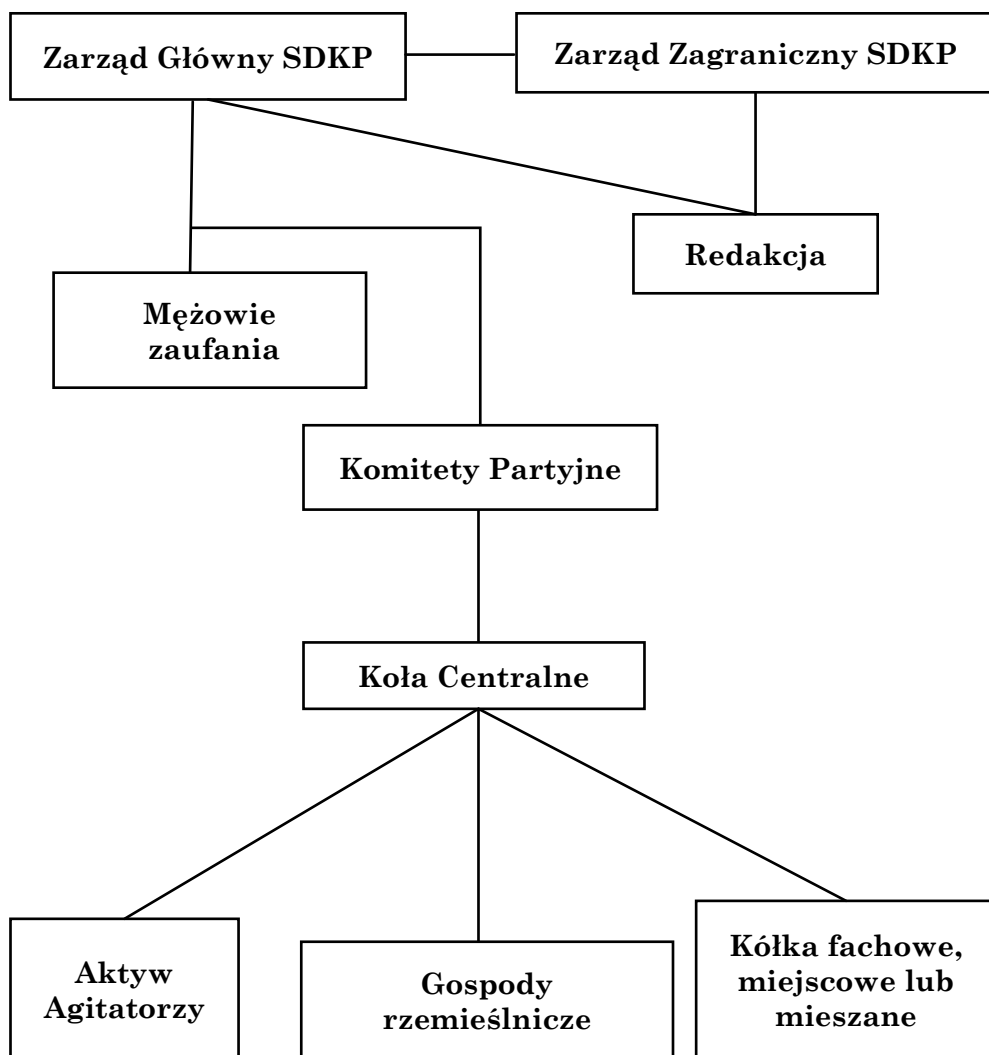 Zarząd Główny SDKP
Zarząd Zagraniczny SDKP
Redakcja
Mężowie
zaufania
Komitety Partyjne
Koła Centralne
Aktyw
Agitatorzy
Gospody
rzemieślnicze
Kółka fachowe,
miejscowe lub
mieszane